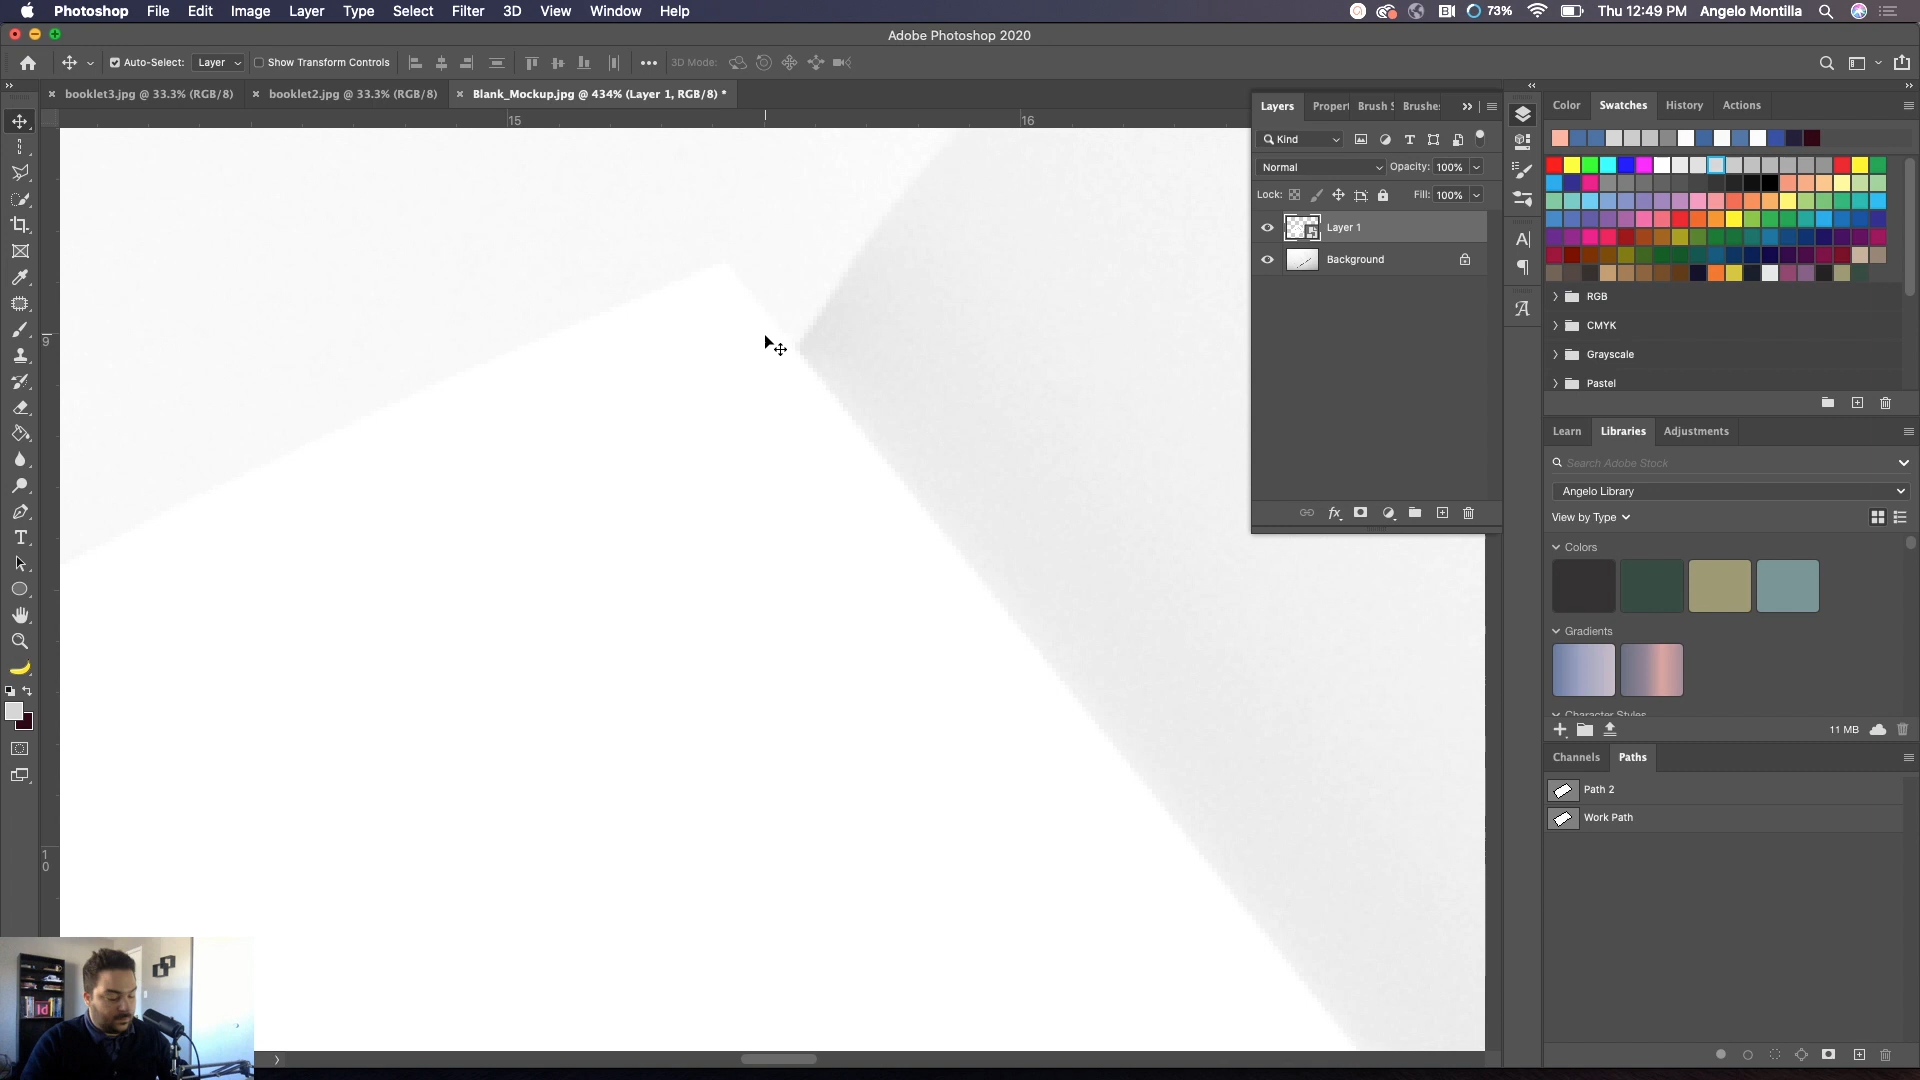 Photoshop File Edit Image Layer Type Select Filter 3D View Window Help 73% Thu 12:49 PM Angelo Montilla
Adobe Photoshop 2020
Auto-Select: Layer Show Transform Controls 3D Mode:
booklet3.jpg @ 33.3% (RGB/8) booklet2.jpg @ 33.3% (RGB/8) Blank_Mockup.jpg @ 434% (Layer 1, RGB/8) *
15 16
9
1
0
Layers Propert Brush S Brushes
Kind
Normal Opacity: 100%
Lock: Fill: 100%
Layer 1
Background
Color Swatches History Actions
RGB
CMYK
Grayscale
Pastel
Learn Libraries Adjustments
Search Adobe Stock
Angelo Library
View by Type
Colors
Gradients
Character Styles
11 MB
Channels Paths
Path 2
Work Path